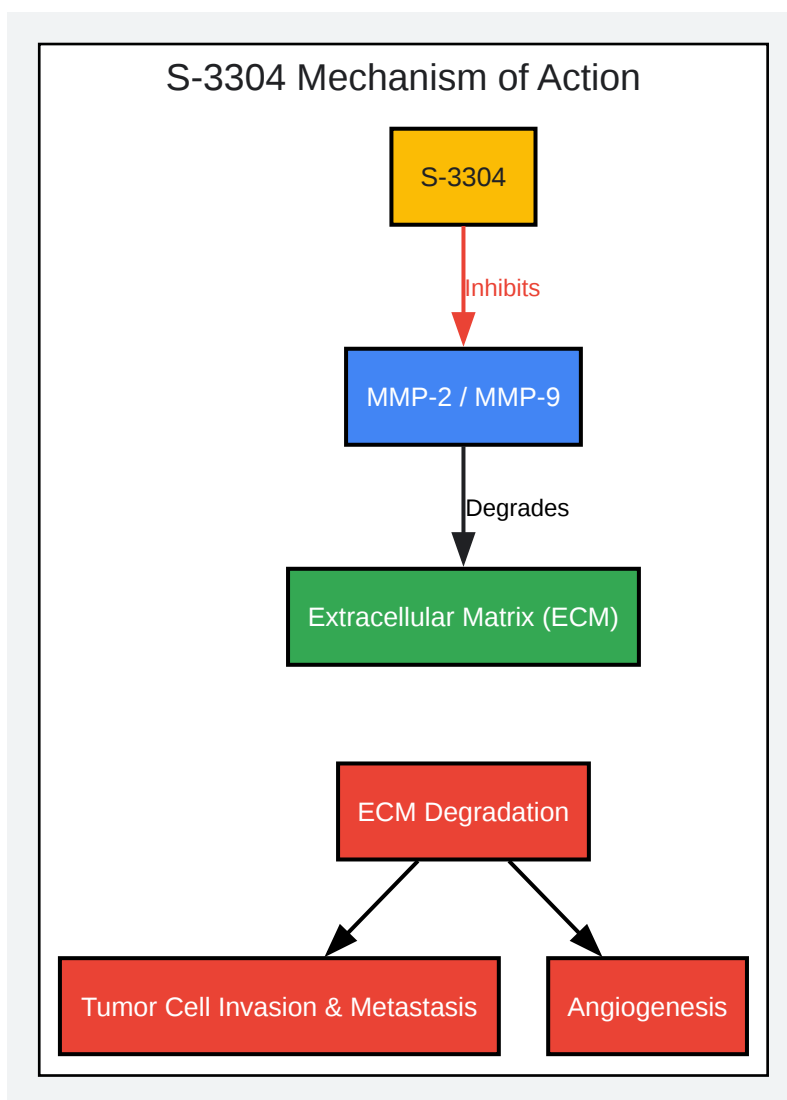 S-3304 Mechanism of Action
S-3304
Inhibits
MMP-2 / MMP-9
Degrades
Extracellular Matrix (ECM)
ECM Degradation
Tumor Cell Invasion & Metastasis
Angiogenesis